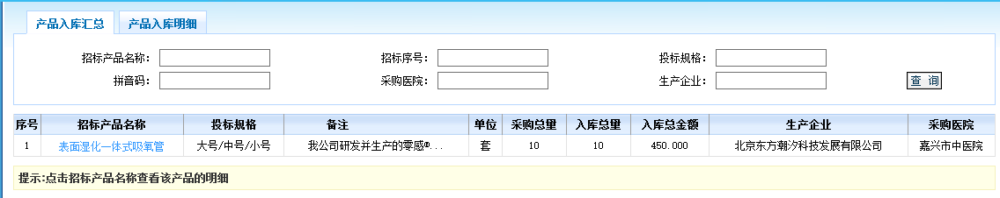 产品入库汇总 产品入库明细
招标产品名称： 招标序号： 投标规格：
拼音码： 采购医院： 生产企业： 查 询
序号 招标产品名称 投标规格 备注 单位 采购总量 入库总量 入库总金额 生产企业 采购医院
1 表面湿化一体式吸氧管 大号/中号/小号 我公司研发并生产的零感®... 套 10 10 450.000 北京东方潮汐科技发展有限公司 嘉兴市中医院
提示:点击招标产品名称查看该产品的明细